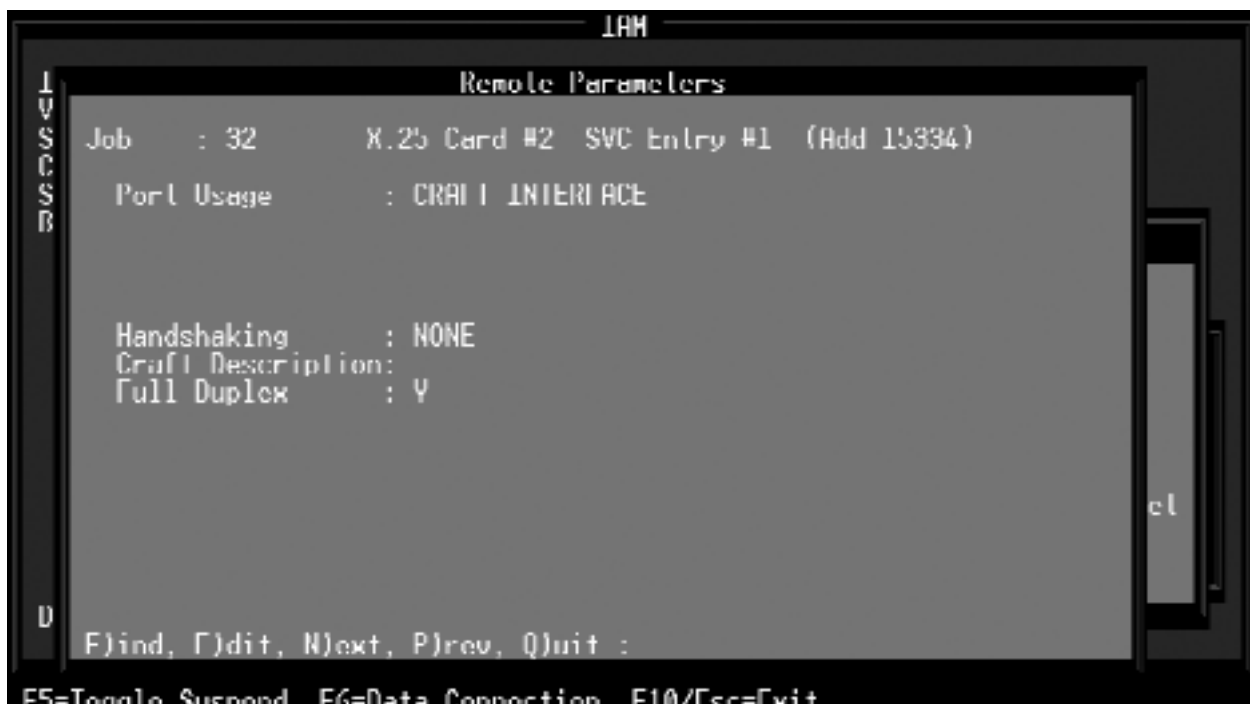 IAM
Remote Parameters
Job : 32 X.25 Card #2 SVC Entry #1 (Add 15334)
Port Usage : CRAFT INTERFACE
Handshaking : NONE
Craft Description:
Full Duplex : Y
F)ind, E)dit, N)ext, P)rev, Q)uit :
F5=Toggle Suspend F6=Data Connection F10/Esc=Exit
I
V
S
C
S
B
D
el